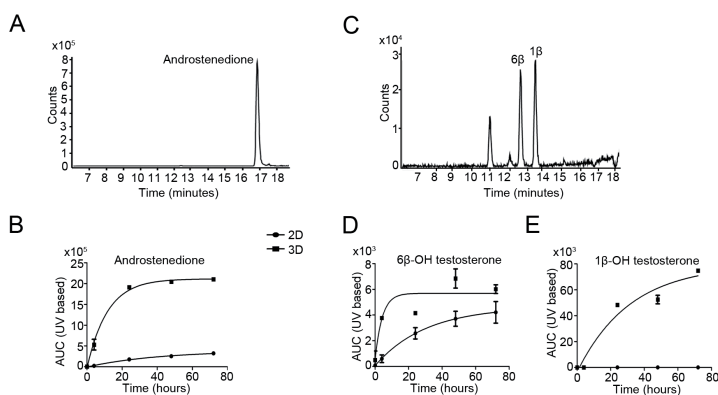 A
x10⁵
Androstenedione
8
7
6
5
4
3
2
1
0
Counts
7 8 9 10 11 12 13 14 15 16 17 18
Time (minutes)
C
x10⁴
6β
1β
3
2
1
0
Counts
7 8 9 10 11 12 13 14 15 16 17 18
Time (minutes)
B
x10⁵
Androstenedione
2D
3D
250
200
150
100
50
0
AUC (UV based)
0 20 40 60 80
Time (hours)
D
x10³
6β-OH testosterone
8
6
4
2
0
AUC (UV based)
0 20 40 60 80
Time (hours)
E
x10³
1β-OH testosterone
80
60
40
20
0
AUC (UV based)
0 20 40 60 80
Time (hours)